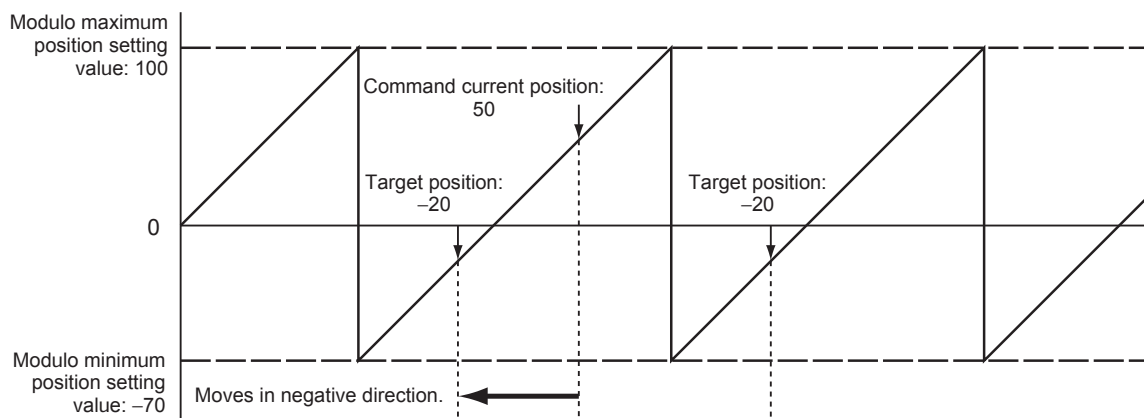 Modulo maximum
position setting
value: 100
Command current position:
50
Target position:
–20
Target position:
–20
0
Modulo minimum
position setting
value: –70
Moves in negative direction.